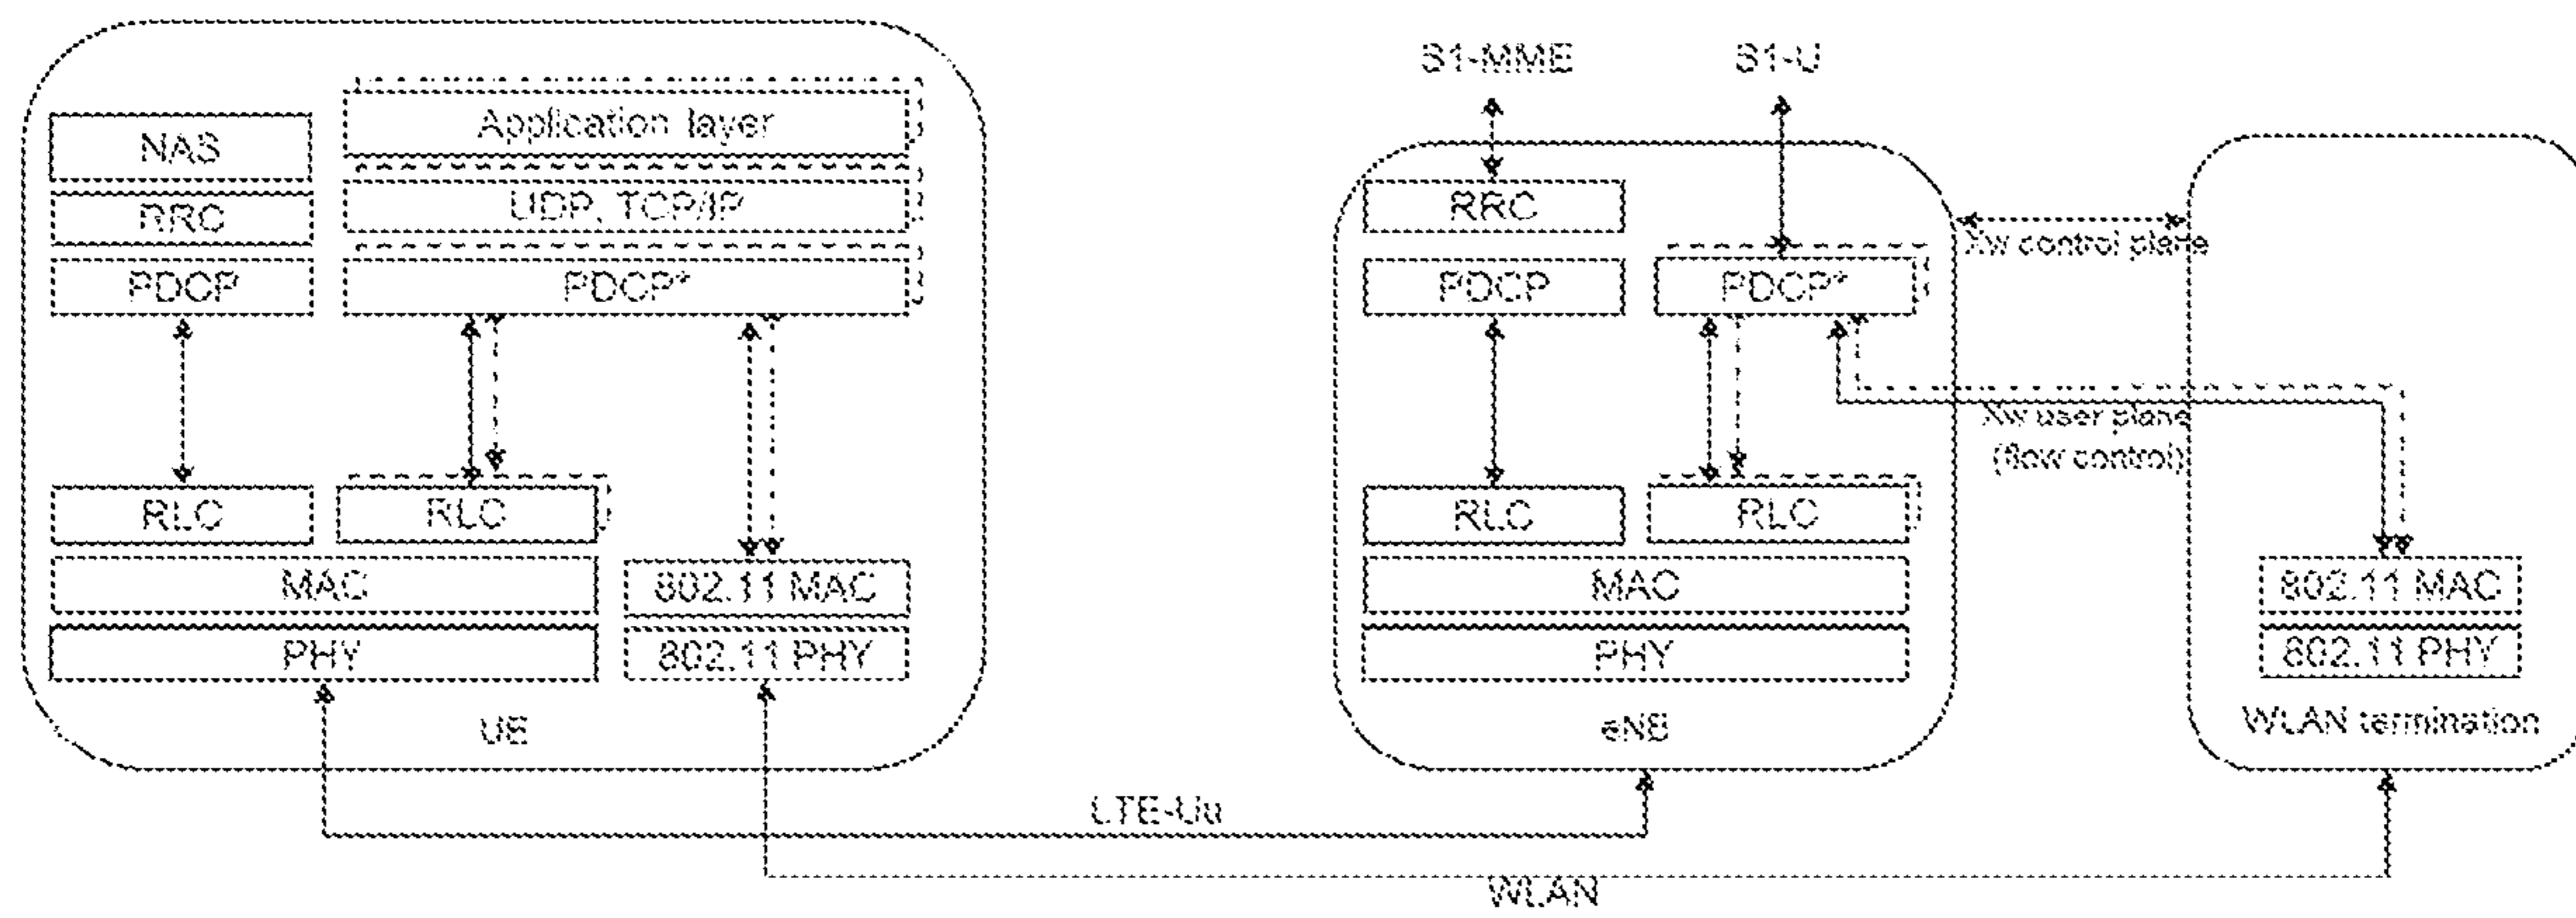 NAS
RRC
PDCP
Application layer
UDP, TCP/IP
PDCP*
RLC
RLC
MAC
PHY
802.11 MAC
802.11 PHY
UE
S1-MME
S1-U
RRC
PDCP
PDCP*
RLC
RLC
MAC
PHY
eNB
Xw control plane
Xw user plane
(flow control)
802.11 MAC
802.11 PHY
WLAN termination
LTE-Uu
WLAN